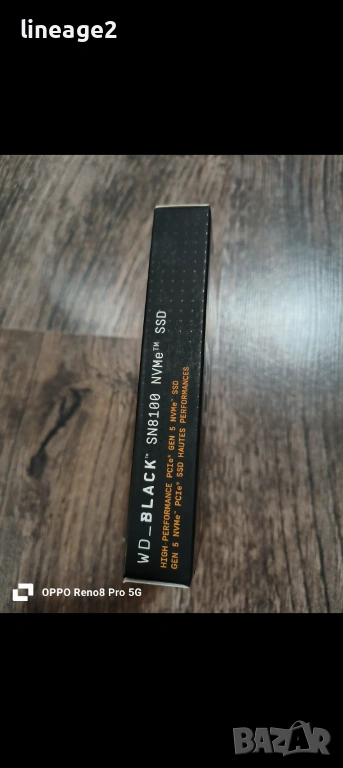 lineage2
WD_BLACK™ SN8100 NVMe™ SSD
HIGH-PERFORMANCE PCIe® GEN 5 NVMe™ SSD
GEN 5 NVMe™ PCIe® SSD HAUTES PERFORMANCES
OPPO Reno8 Pro 5G
BAZAR